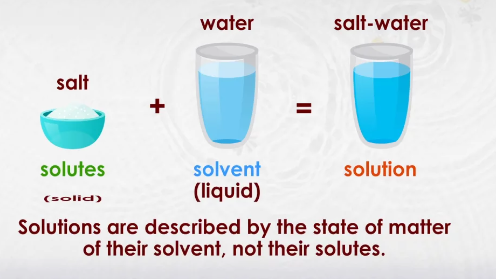 water
salt-water
salt
+
=
solutes
solvent
solution
(solid)
(liquid)
Solutions are described by the state of matter
of their solvent, not their solutes.